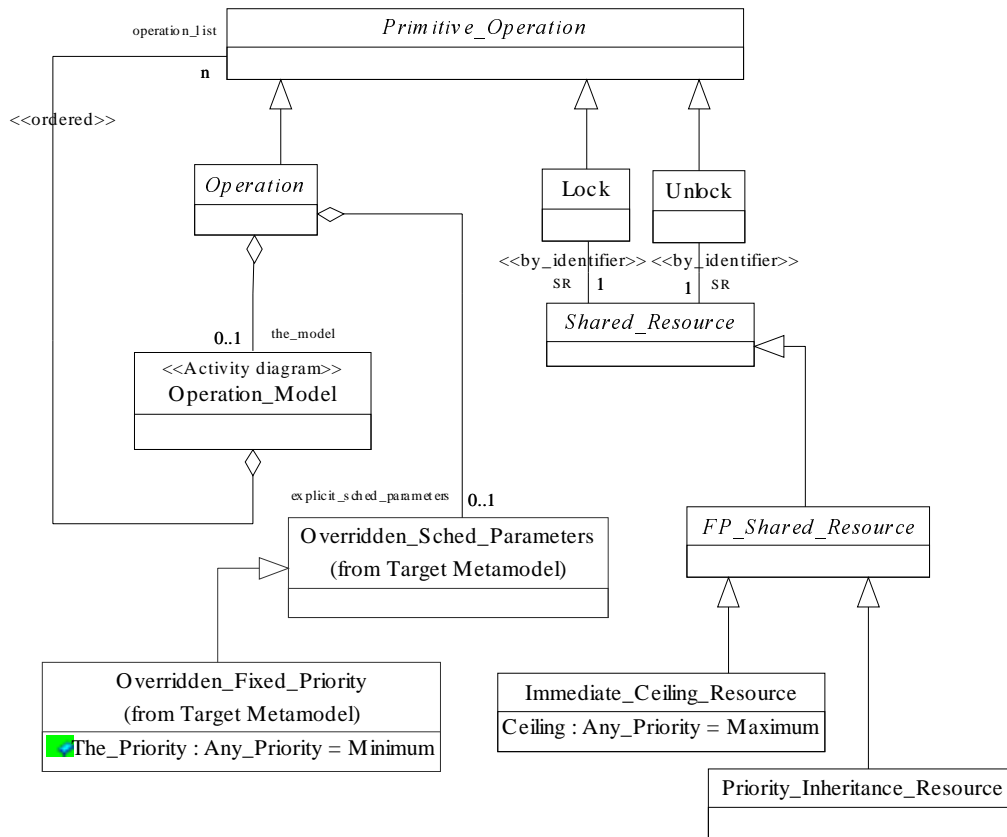 operation_list
Primitive_Operation
n
<<ordered>>
Operation
Lock
Unlock
<<by_identifier>>
<<by_identifier>>
SR
1
1
SR
Shared_Resource
0..1
the_model
<<Activity diagram>>
Operation_Model
explicit_sched_parameters
0..1
Overridden_Sched_Parameters
(from Target Metamodel)
FP_Shared_Resource
Overridden_Fixed_Priority
(from Target Metamodel)
The_Priority : Any_Priority = Minimum
Immediate_Ceiling_Resource
Ceiling : Any_Priority = Maximum
Priority_Inheritance_Resource